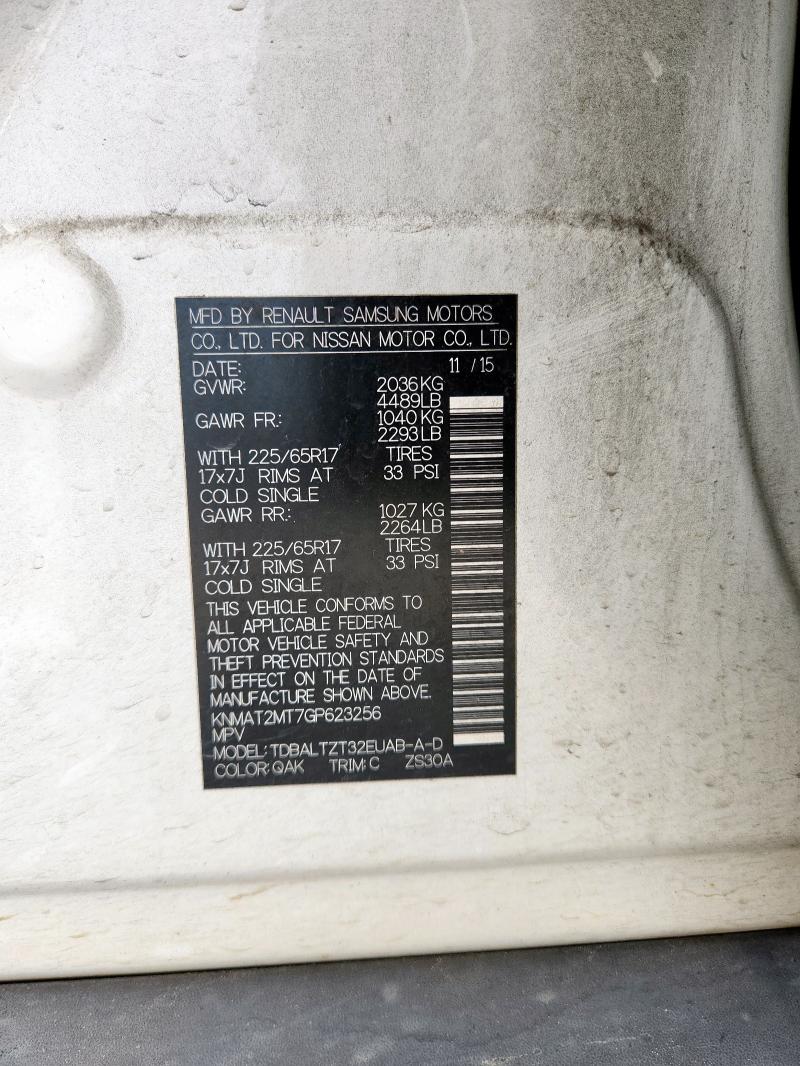 MFD BY RENAULT SAMSUNG MOTORS
CO., LTD. FOR NISSAN MOTOR CO., LTD.
DATE: 11 / 15
GVWR: 2036KG
4489LB
GAWR FR.: 1040KG
2293LB
WITH 225/65R17 TIRES
17x7J RIMS AT 33 PSI
COLD SINGLE
GAWR RR.: 1027 KG
2264LB
WITH 225/65R17 TIRES
17x7J RIMS AT 33 PSI
COLD SINGLE
THIS VEHICLE CONFORMS TO
ALL APPLICABLE FEDERAL
MOTOR VEHICLE SAFETY AND
THEFT PREVENTION STANDARDS
IN EFFECT ON THE DATE OF
MANUFACTURE SHOWN ABOVE.
KNMAT2MT7GP623256
MPV
MODEL: TDBALTZT32EUAB-A-D
COLOR: QAK TRIM: C ZS30A